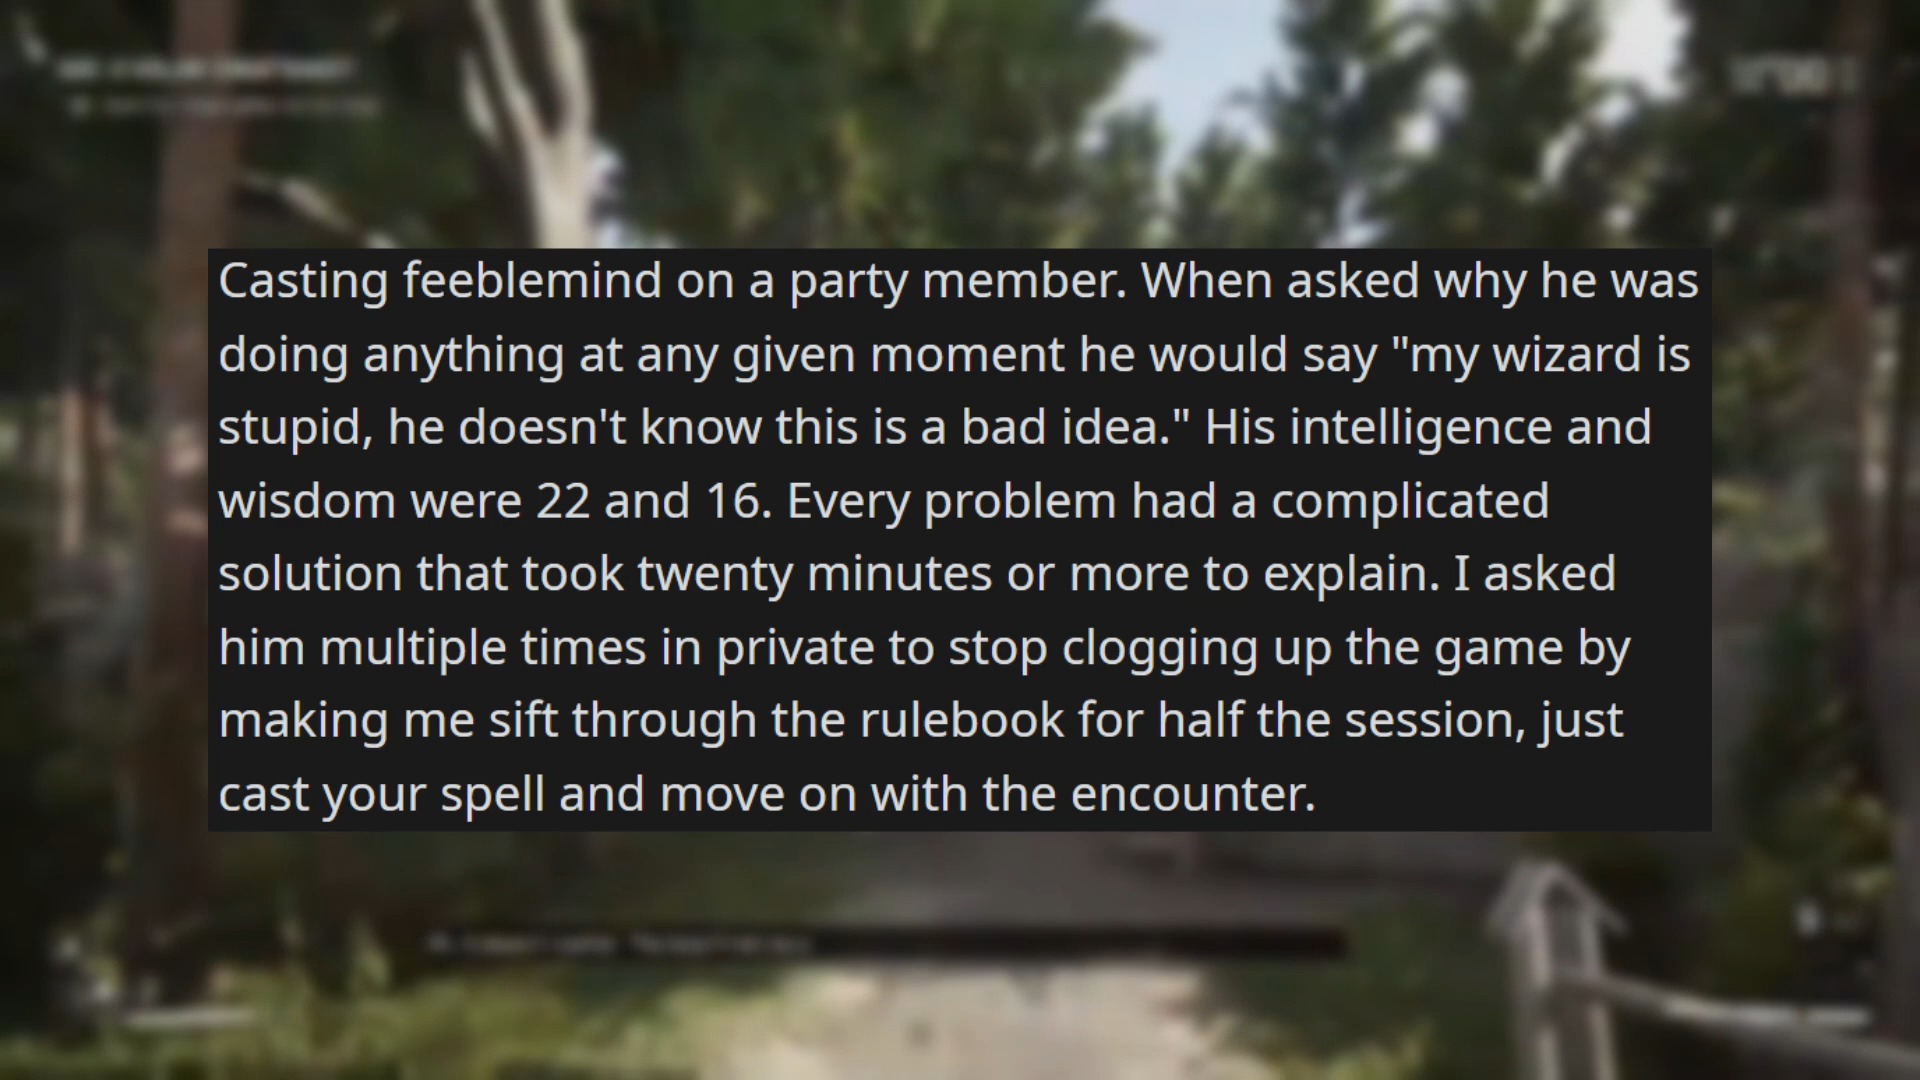 Casting feeblemind on a party member. When asked why he was
doing anything at any given moment he would say "my wizard is
stupid, he doesn't know this is a bad idea." His intelligence and
wisdom were 22 and 16. Every problem had a complicated
solution that took twenty minutes or more to explain. I asked
him multiple times in private to stop clogging up the game by
making me sift through the rulebook for half the session, just
cast your spell and move on with the encounter.